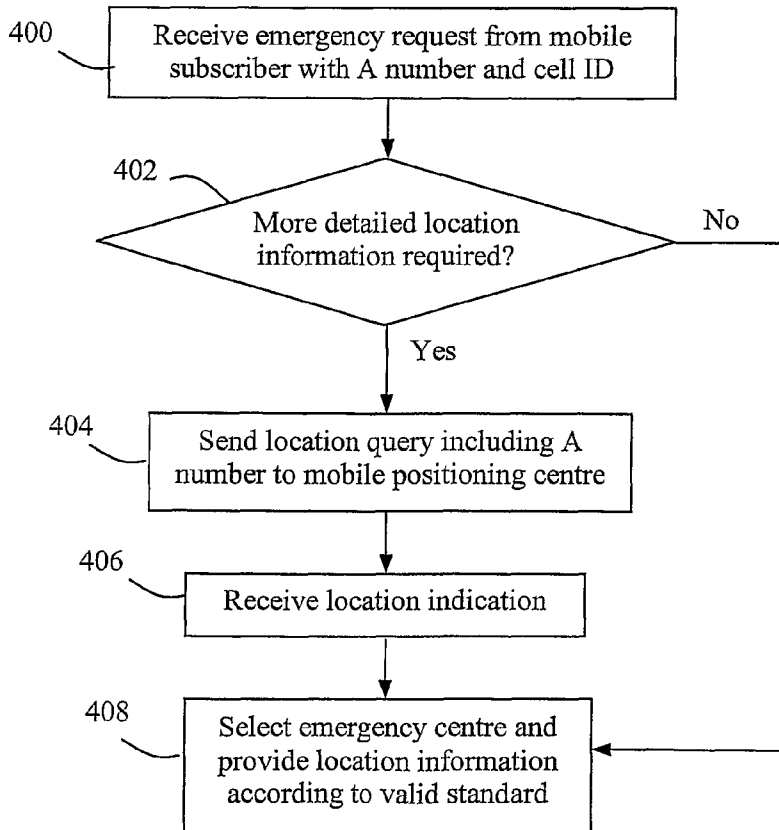 400
Receive emergency request from mobile
subscriber with A number and cell ID
402
More detailed location
information required?
No
Yes
404
Send location query including A
number to mobile positioning centre
406
Receive location indication
408
Select emergency centre and
provide location information
according to valid standard